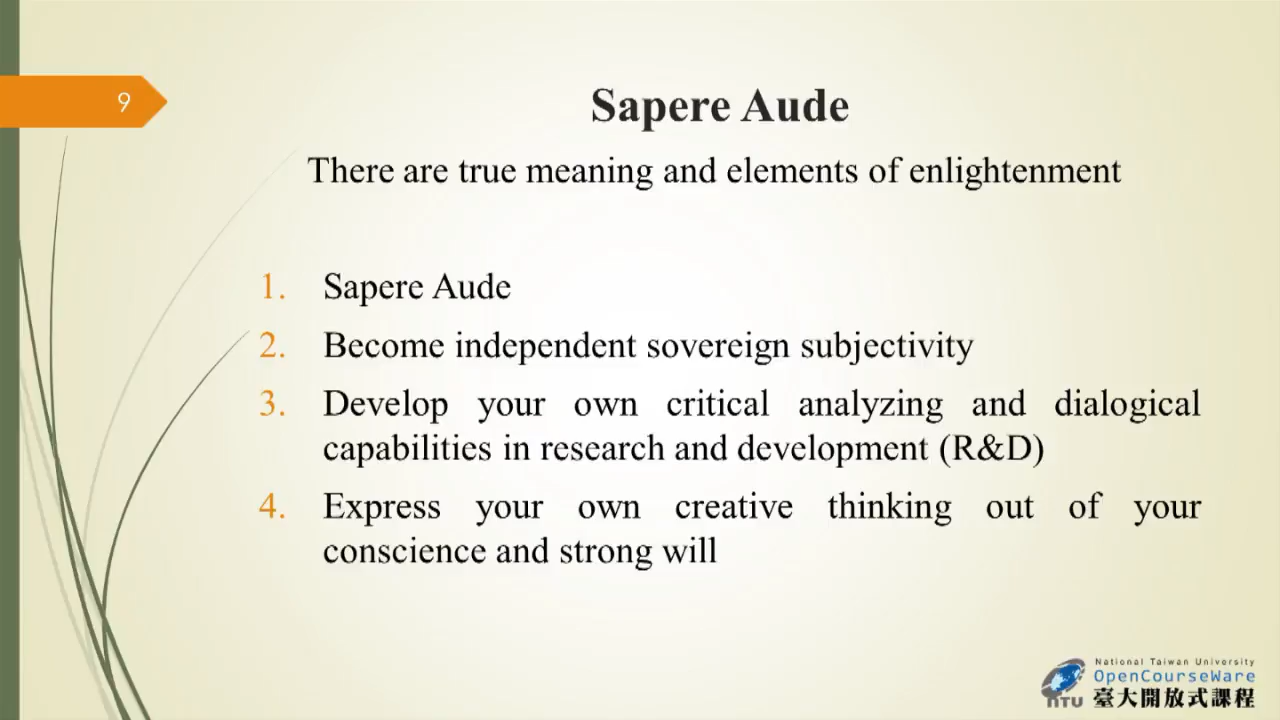 9
Sapere Aude
There are true meaning and elements of enlightenment
1. Sapere Aude
2. Become independent sovereign subjectivity
3. Develop your own critical analyzing and dialogical
capabilities in research and development (R&D)
4. Express your own creative thinking out of your
conscience and strong will
National Taiwan University
OpenCourseWare
NTU 臺大開放式課程